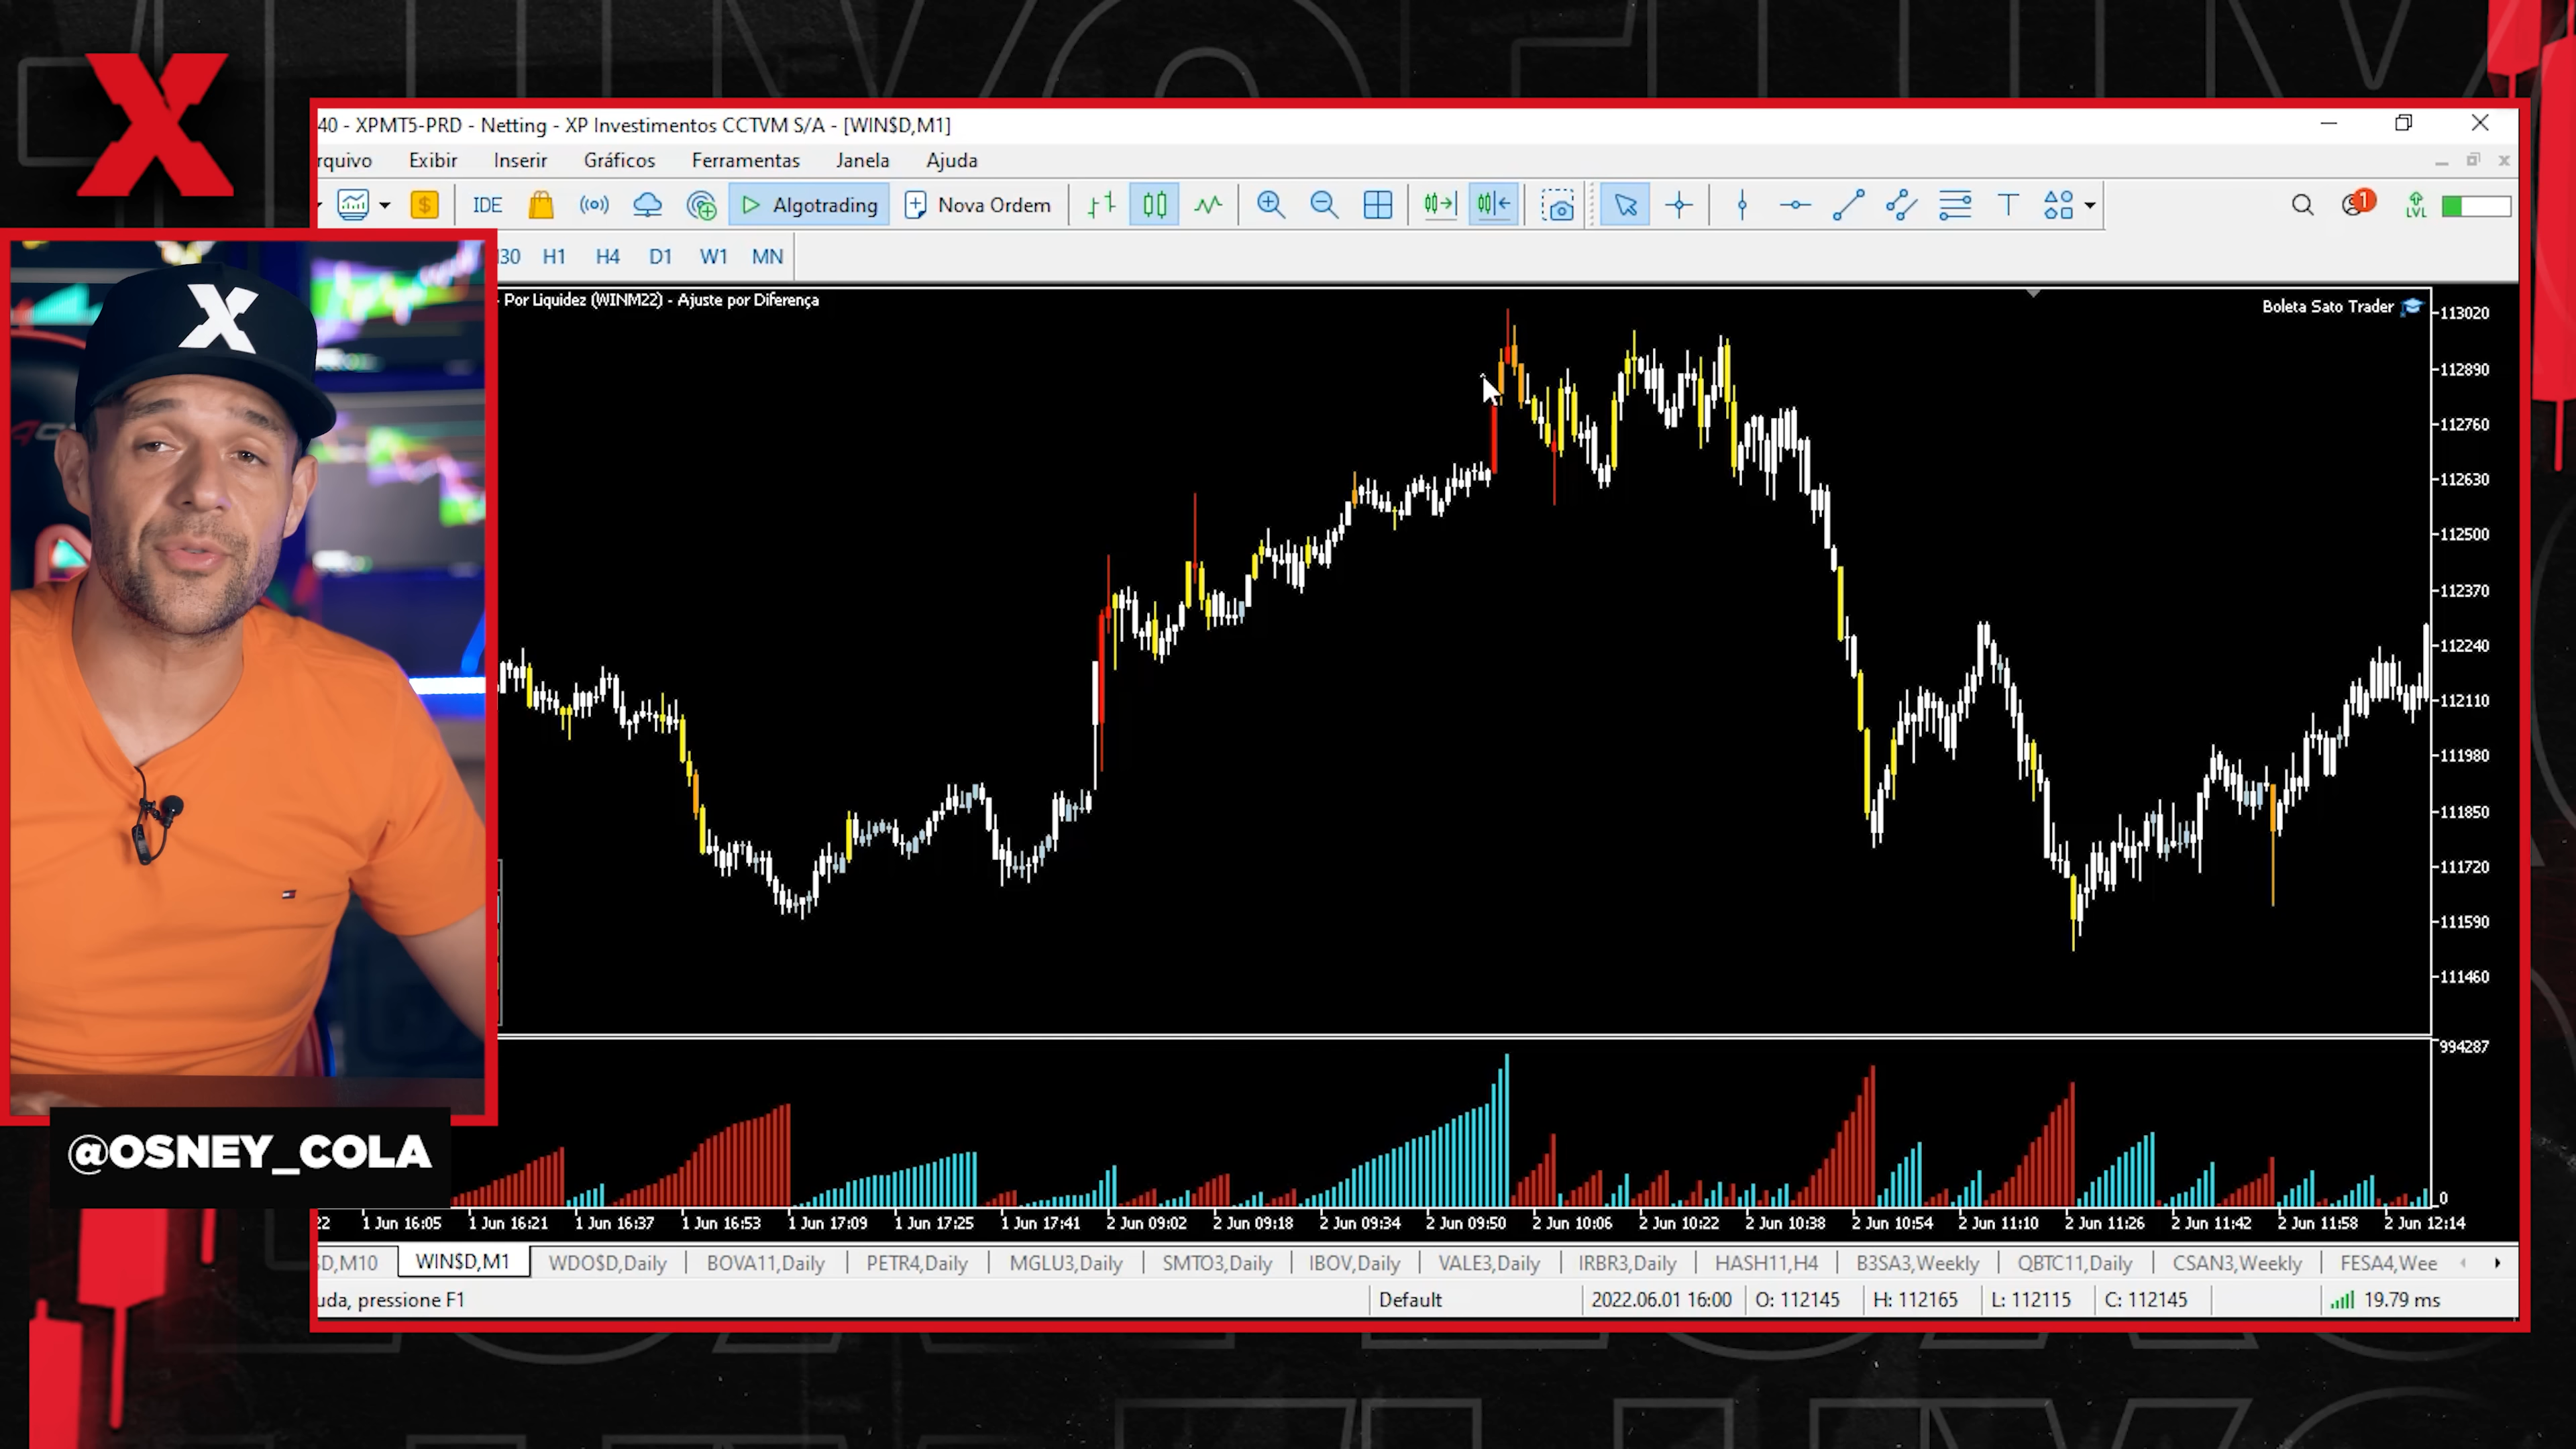 X
40 - XPMT5-PRD - Netting - XP Investimentos CCTVM S/A - [WIN$D,M1]
rquivo Exibir Inserir Gráficos Ferramentas Janela Ajuda
IDE Algotrading Nova Ordem T 1 LVL
30 H1 H4 D1 W1 MN
X
- Por Liquidez (WINM22) - Ajuste por Diferença
Boleta Sato Trader
113020
112890
112760
112630
112500
112370
112240
112110
111980
111850
111720
111590
111460
994287
0
@OSNEY_COLA
22 1 Jun 16:05 1 Jun 16:21 1 Jun 16:37 1 Jun 16:53 1 Jun 17:09 1 Jun 17:25 1 Jun 17:41 2 Jun 09:02 2 Jun 09:18 2 Jun 09:34 2 Jun 09:50 2 Jun 10:06 2 Jun 10:22 2 Jun 10:38 2 Jun 10:54 2 Jun 11:10 2 Jun 11:26 2 Jun 11:42 2 Jun 11:58 2 Jun 12:14
D,M10 WIN$D,M1 WDO$D,Daily BOVA11,Daily PETR4,Daily MGLU3,Daily SMTO3,Daily IBOV,Daily VALE3,Daily IRBR3,Daily HASH11,H4 B3SA3,Weekly QBTC11,Daily CSAN3,Weekly FESA4,Wee
uda, pressione F1 Default 2022.06.01 16:00 O: 112145 H: 112165 L: 112115 C: 112145 19.79 ms